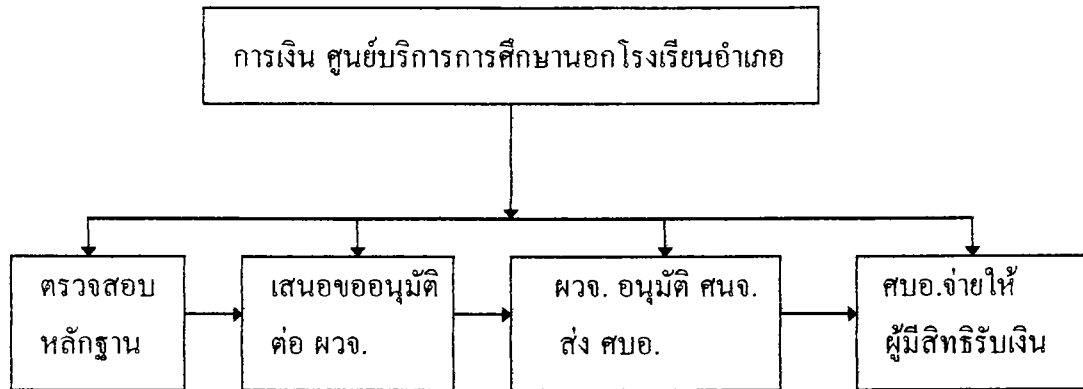 การเงิน ศูนย์บริการการศึกษานอกโรงเรียนอำเภอ
ตรวจสอบ
หลักฐาน
เสนอขออนุมัติ
ต่อ ผวจ.
ผวจ. อนุมัติ ศนจ.
ส่ง ศบอ.
ศบอ.จ่ายให้
ผู้มีสิทธิรับเงิน